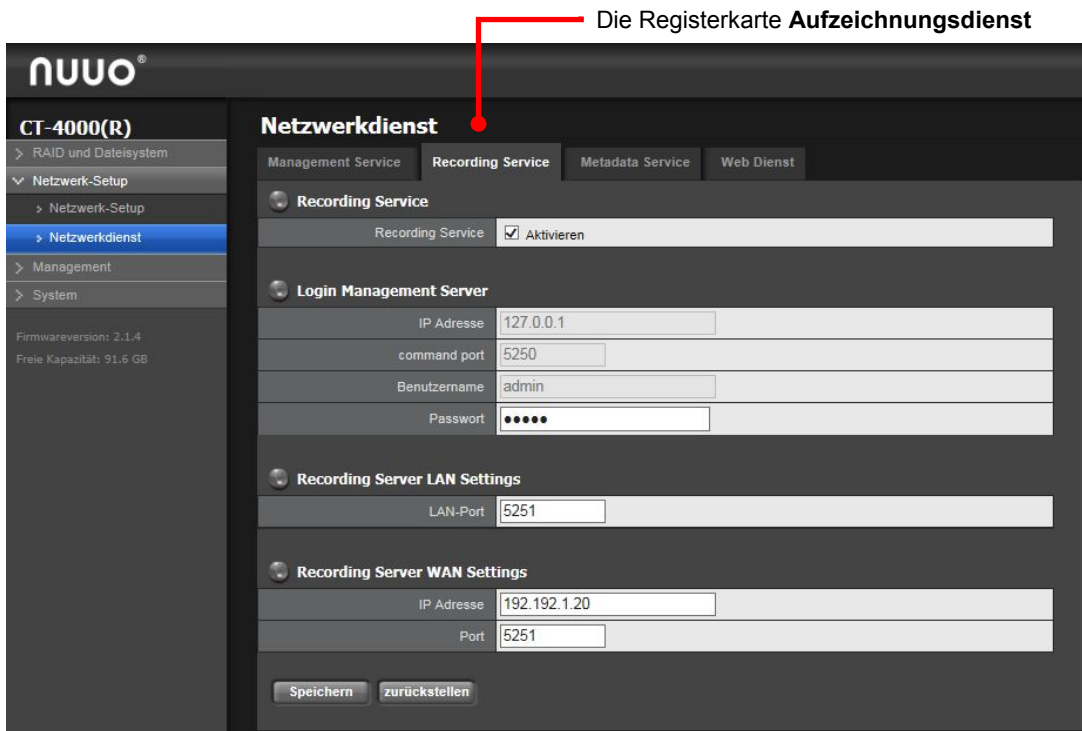 Die Registerkarte Aufzeichnungsdienst
nuuo®
CT-4000(R)
RAID und Dateisystem
Netzwerk-Setup
Netzwerk-Setup
Netzwerkdienst
Management
System
Firmwareversion: 2.1.4
Freie Kapazität: 91.6 GB
Netzwerkdienst
Management Service Recording Service Metadata Service Web Dienst
Recording Service
Recording Service Aktivieren
Login Management Server
IP Adresse 127.0.0.1
command port 5250
Benutzername admin
Passwort •••••
Recording Server LAN Settings
LAN-Port 5251
Recording Server WAN Settings
IP Adresse 192.192.1.20
Port 5251
Speichern zurückstellen